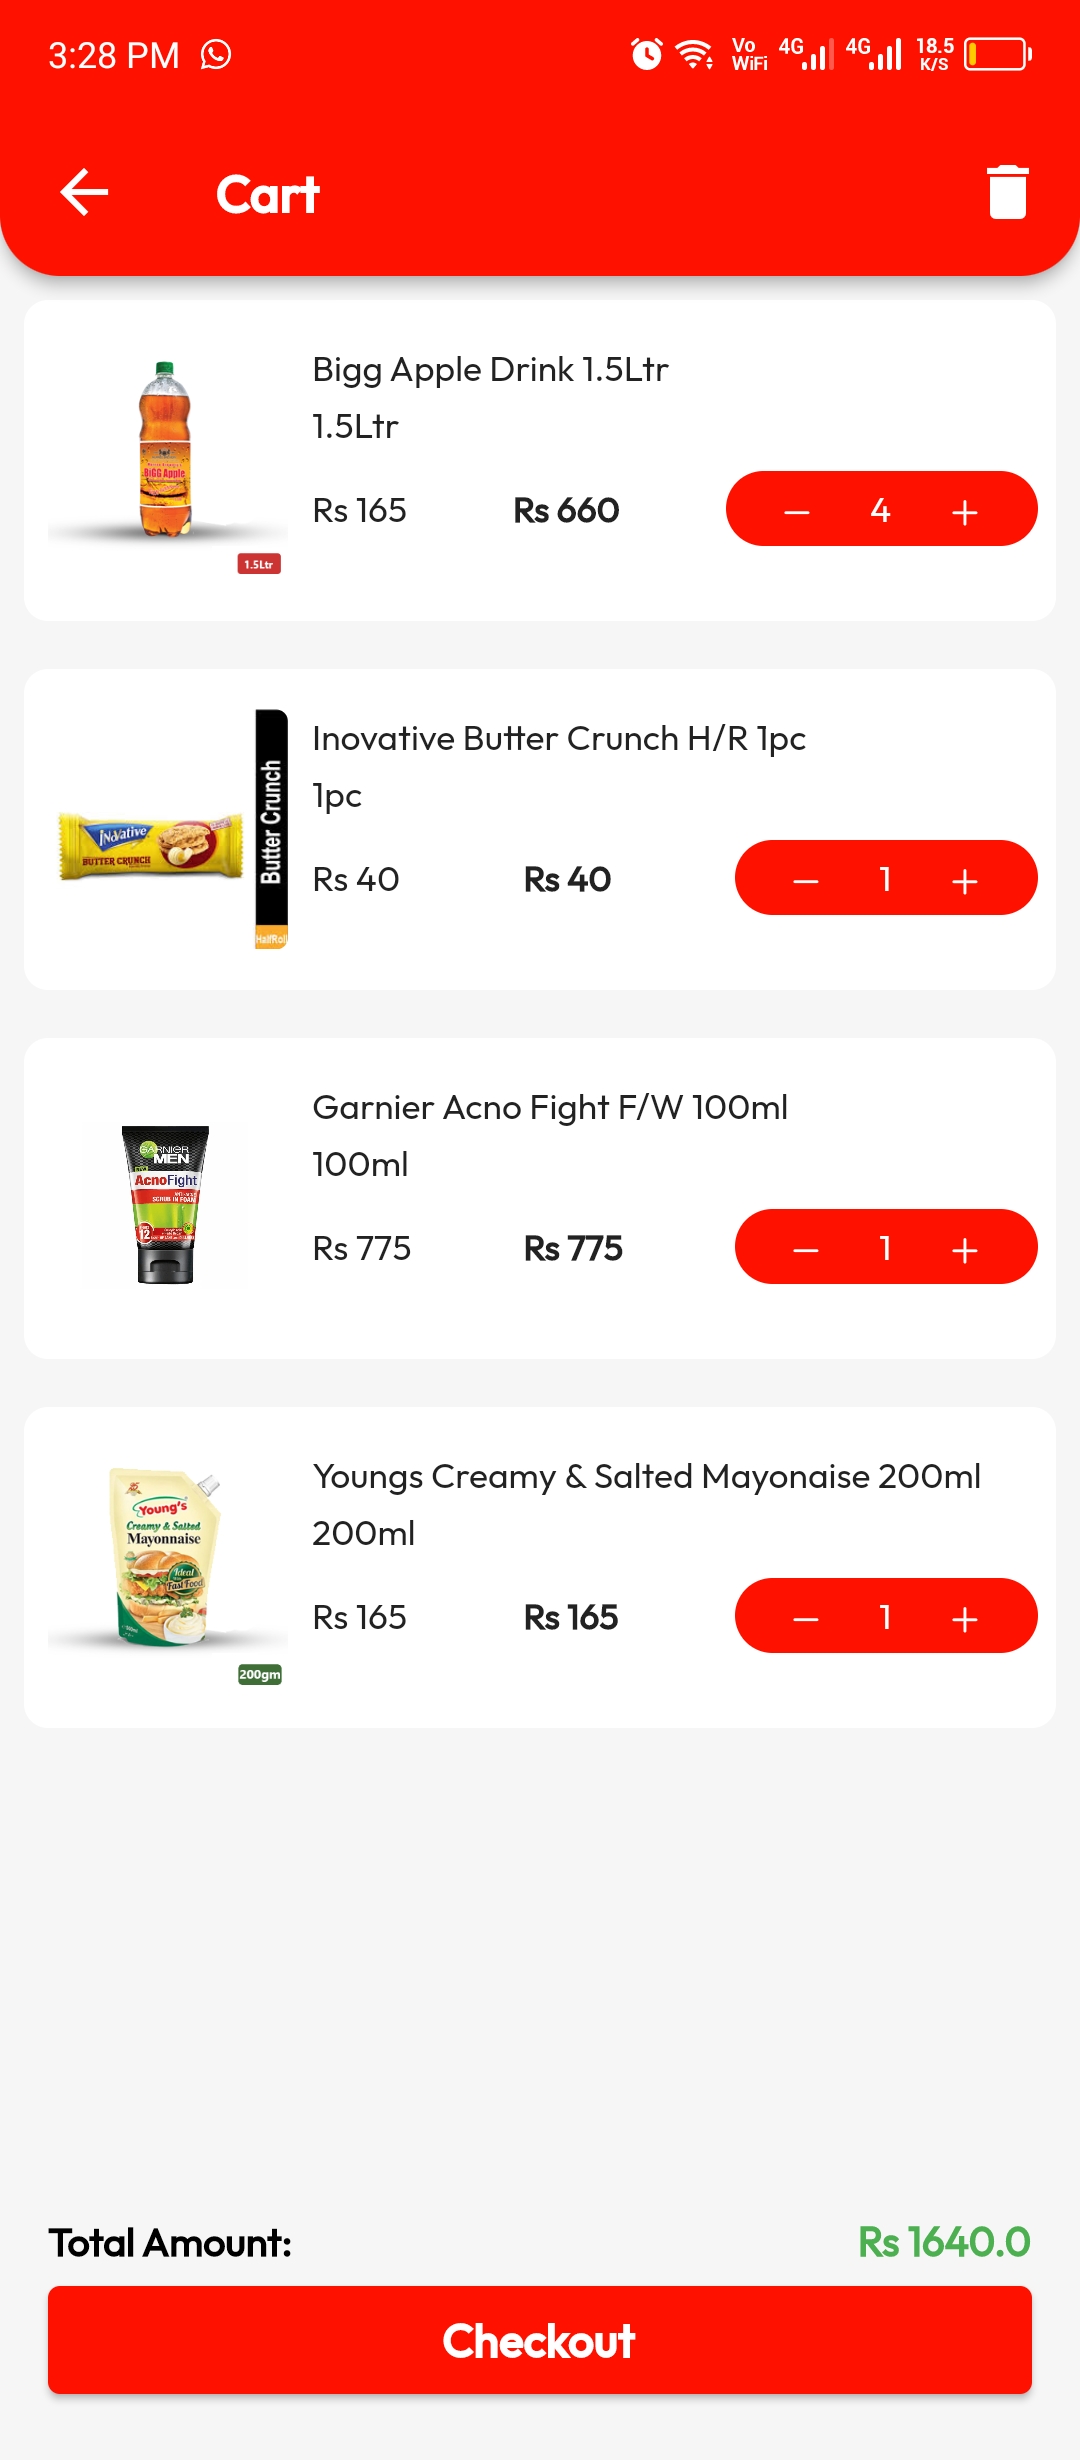 3:28 PM
Vo WiFi 4G 4G 18.5 K/S
Cart
Bigg Apple Drink 1.5Ltr
1.5Ltr
BiGG Apple
Rs 165 Rs 660 − 4 +
1.5Ltr
Inovative Butter Crunch H/R 1pc
1pc
Inovative
BUTTER CRUNCH
Butter Crunch
HalfRoll
Rs 40 Rs 40 − 1 +
Garnier Acno Fight F/W 100ml
100ml
GARNIER
MEN
AcnoFight
SCRUB IN FOAM
12
Rs 775 Rs 775 − 1 +
Youngs Creamy & Salted Mayonaise 200ml
200ml
Young's
Creamy & Salted
Mayonnaise
Ideal
Fast Food
Rs 165 Rs 165 − 1 +
200gm
Total Amount: Rs 1640.0
Checkout